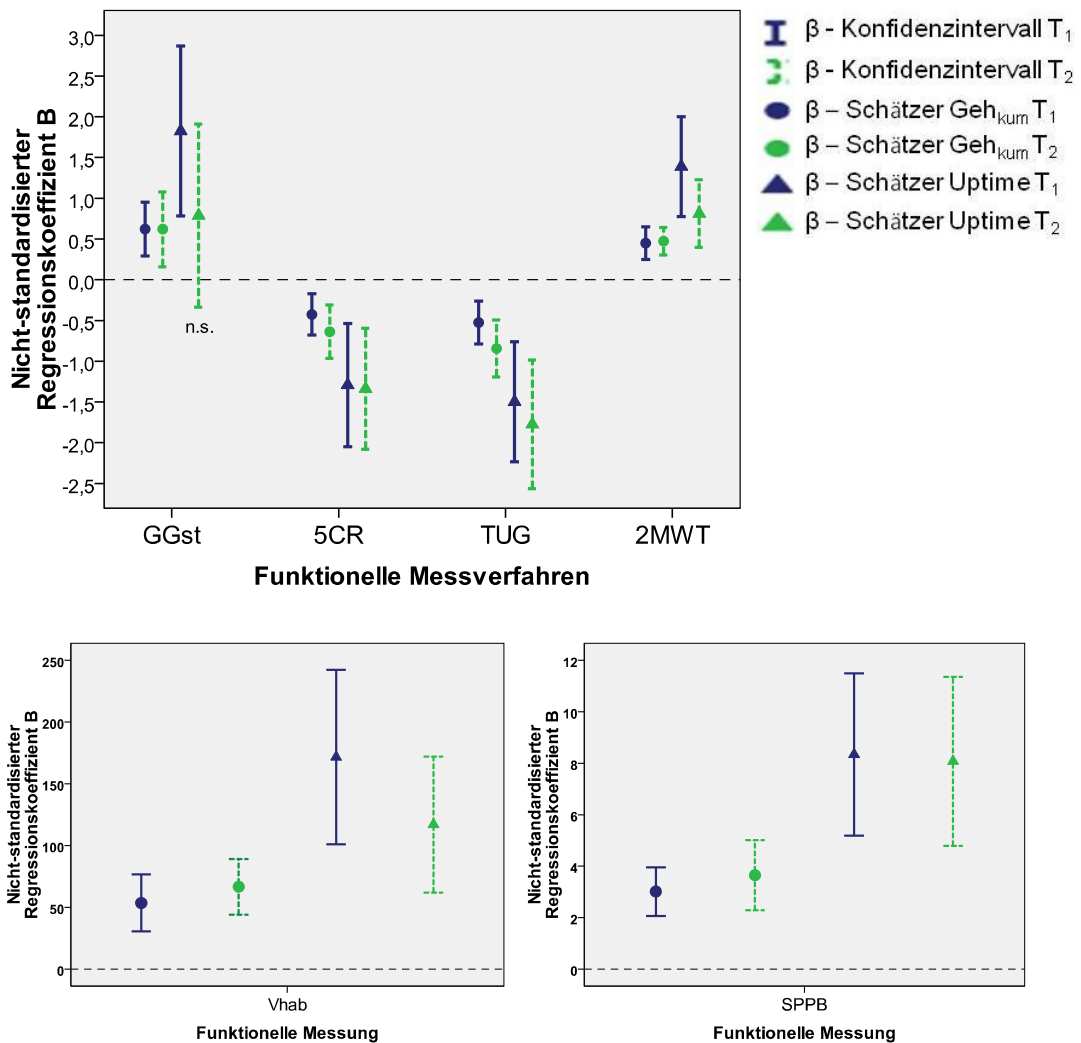 Nicht-standardisierter
Regressionskoeffizient B
3,0
2,5
2,0
1,5
1,0
0,5
0,0
-0,5
-1,0
-1,5
-2,0
-2,5
n.s.
GGst 5CR TUG 2MWT
Funktionelle Messverfahren
β - Konfidenzintervall T1
β - Konfidenzintervall T2
β – Schätzer Gehkum T1
β – Schätzer Gehkum T2
β – Schätzer Uptime T1
β – Schätzer Uptime T2
Nicht-standardisierter
Regressionskoeffizient B
250
200
150
100
50
0
Vhab
Funktionelle Messung
Nicht-standardisierter
Regressionskoeffizient B
12
10
8
6
4
2
0
SPPB
Funktionelle Messung